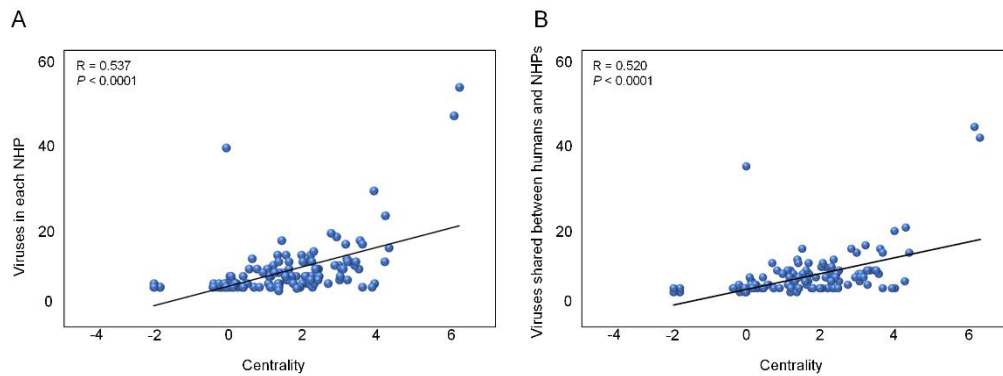 A
R = 0.537
P < 0.0001
Viruses in each NHP
60
40
20
0
-4 -2 0 2 4 6
Centrality
B
R = 0.520
P < 0.0001
Viruses shared between humans and NHPs
60
40
20
0
-4 -2 0 2 4 6
Centrality